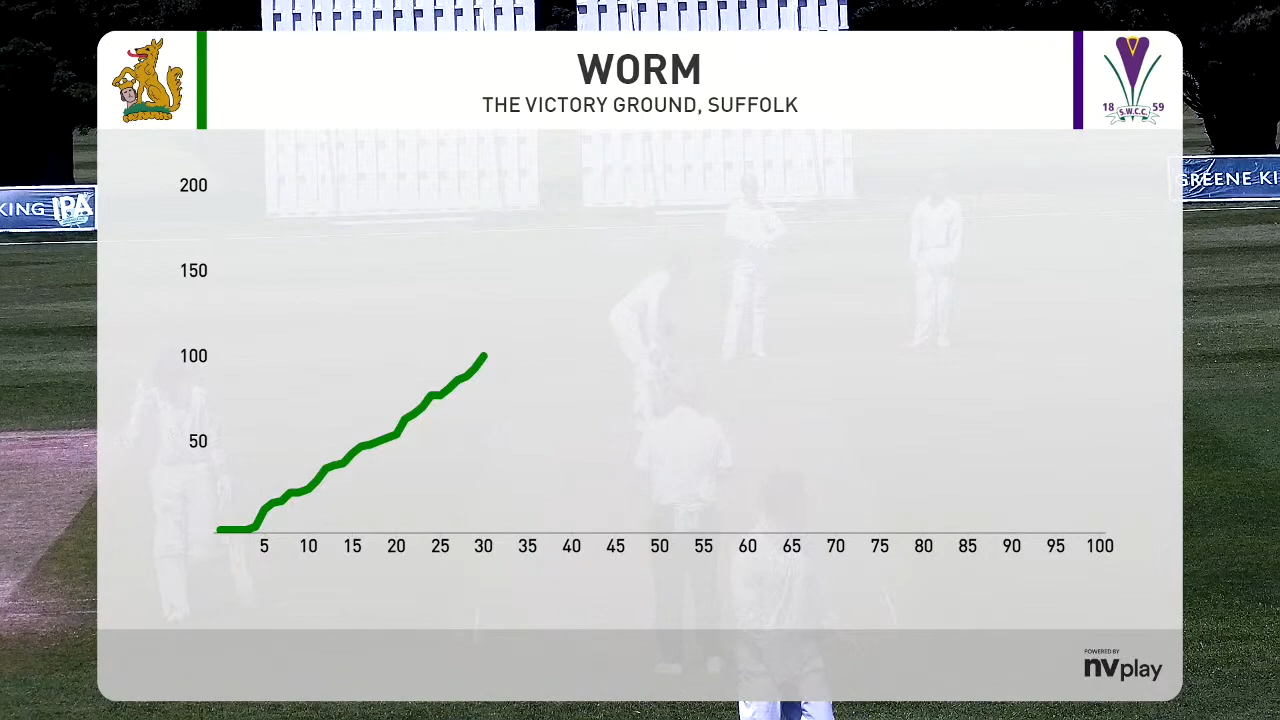 WORM
THE VICTORY GROUND, SUFFOLK
18 S.W.C.C. 59
200
KING IPA
GREENE KI
150
100
50
5 10 15 20 25 30 35 40 45 50 55 60 65 70 75 80 85 90 95 100
POWERED BY
nvplay